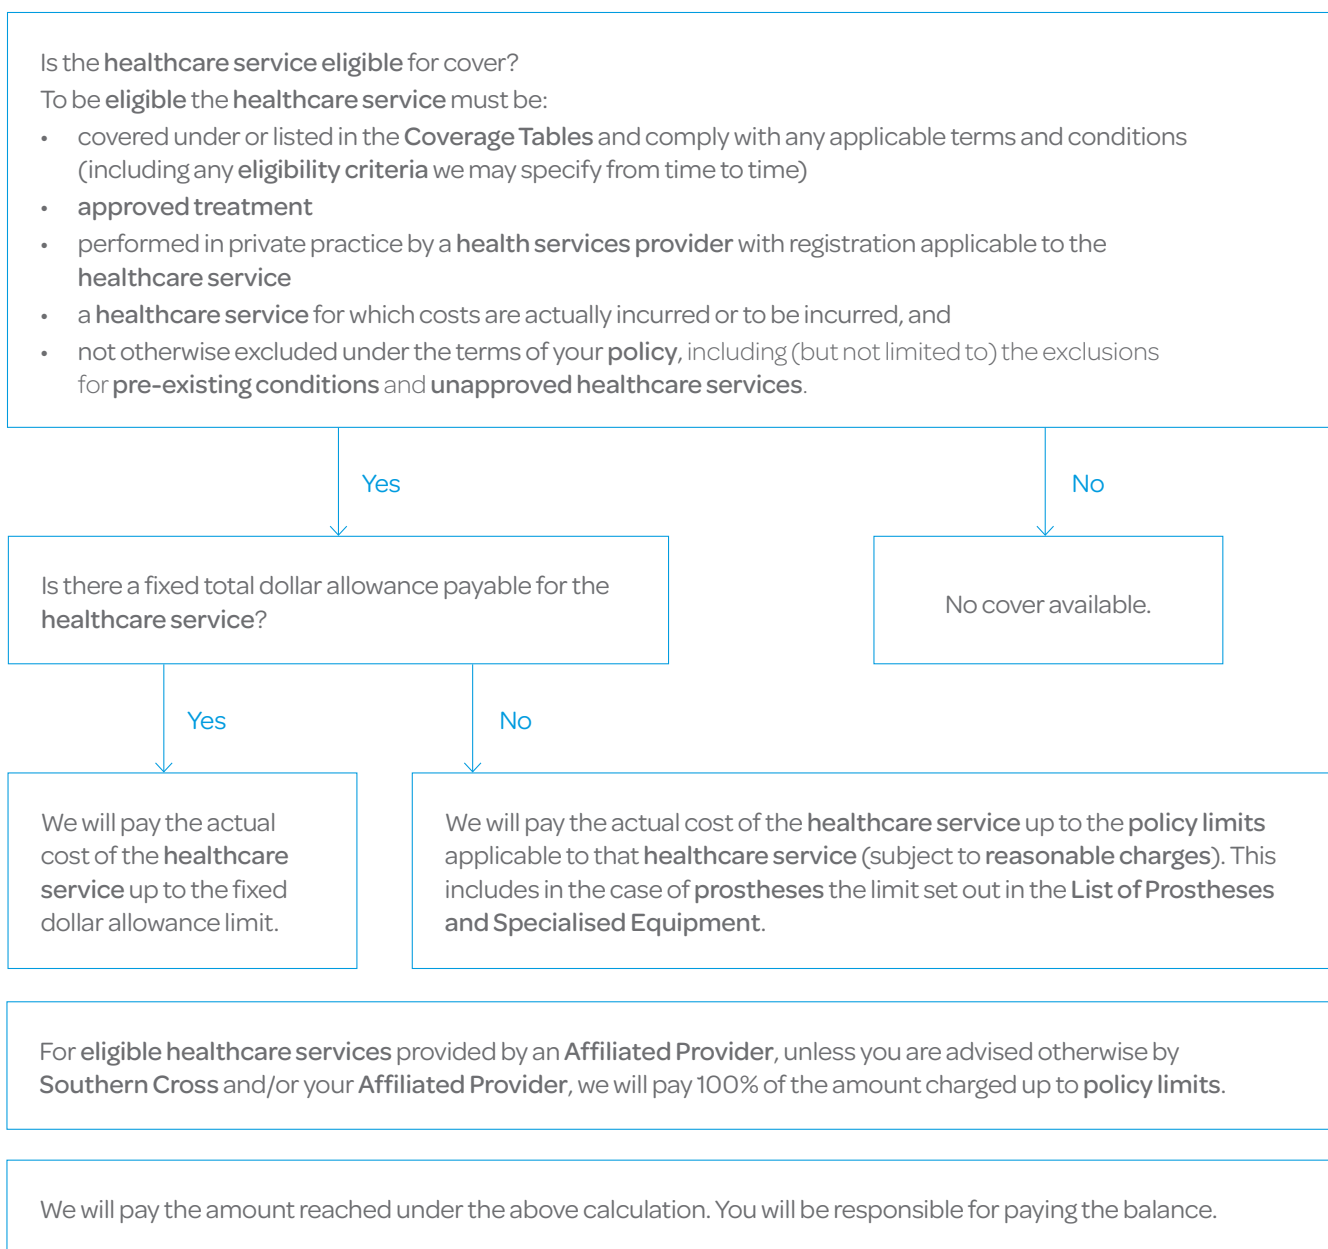 Is the healthcare service eligible for cover?
To be eligible the healthcare service must be:
• covered under or listed in the Coverage Tables and comply with any applicable terms and conditions
(including any eligibility criteria we may specify from time to time)
• approved treatment
• performed in private practice by a health services provider with registration applicable to the
healthcare service
• a healthcare service for which costs are actually incurred or to be incurred, and
• not otherwise excluded under the terms of your policy, including (but not limited to) the exclusions
for pre-existing conditions and unapproved healthcare services.
Yes
No
Is there a fixed total dollar allowance payable for the
healthcare service?
No cover available.
Yes
No
We will pay the actual
cost of the healthcare
service up to the fixed
dollar allowance limit.
We will pay the actual cost of the healthcare service up to the policy limits
applicable to that healthcare service (subject to reasonable charges). This
includes in the case of prostheses the limit set out in the List of Prostheses
and Specialised Equipment.
For eligible healthcare services provided by an Affiliated Provider, unless you are advised otherwise by
Southern Cross and/or your Affiliated Provider, we will pay 100% of the amount charged up to policy limits.
We will pay the amount reached under the above calculation. You will be responsible for paying the balance.